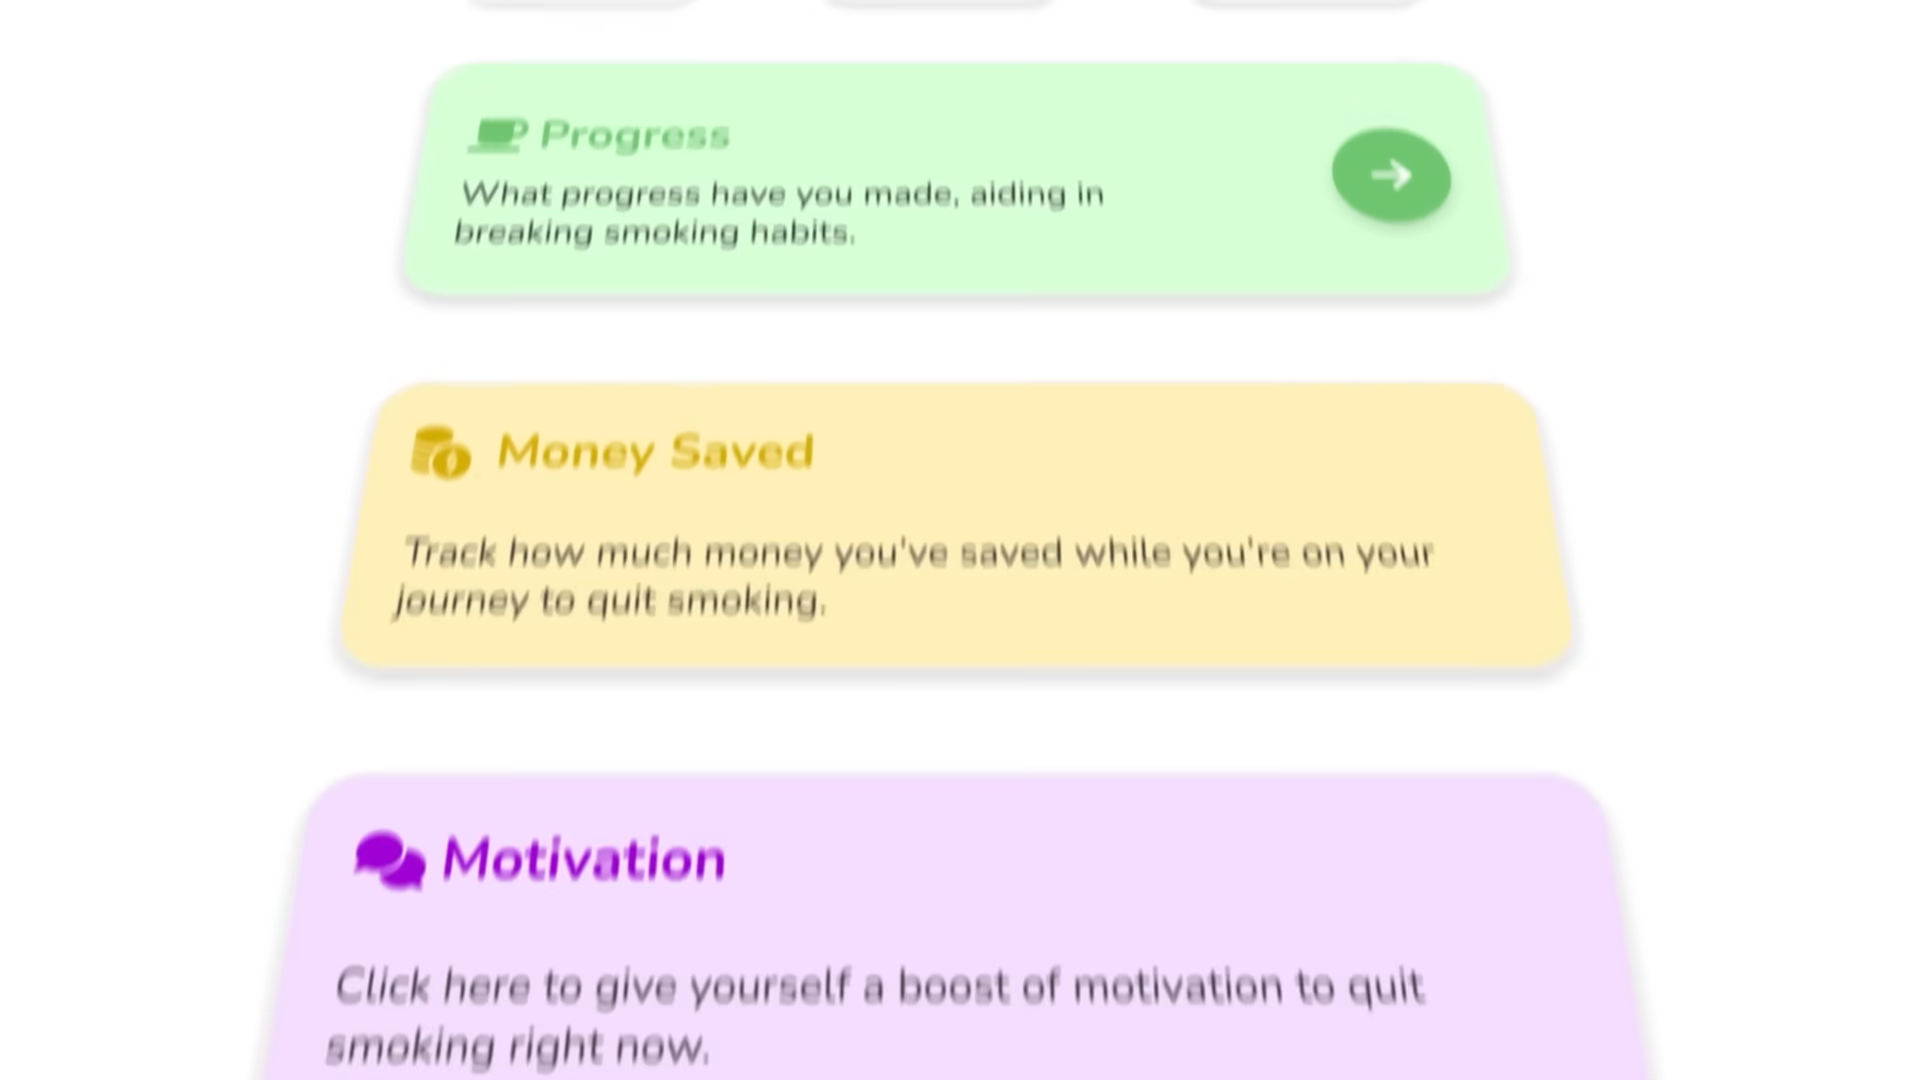 Progress
What progress have you made, aiding in
breaking smoking habits.
Money Saved
Track how much money you've saved while you're on your
journey to quit smoking.
Motivation
Click here to give yourself a boost of motivation to quit
smoking right now.